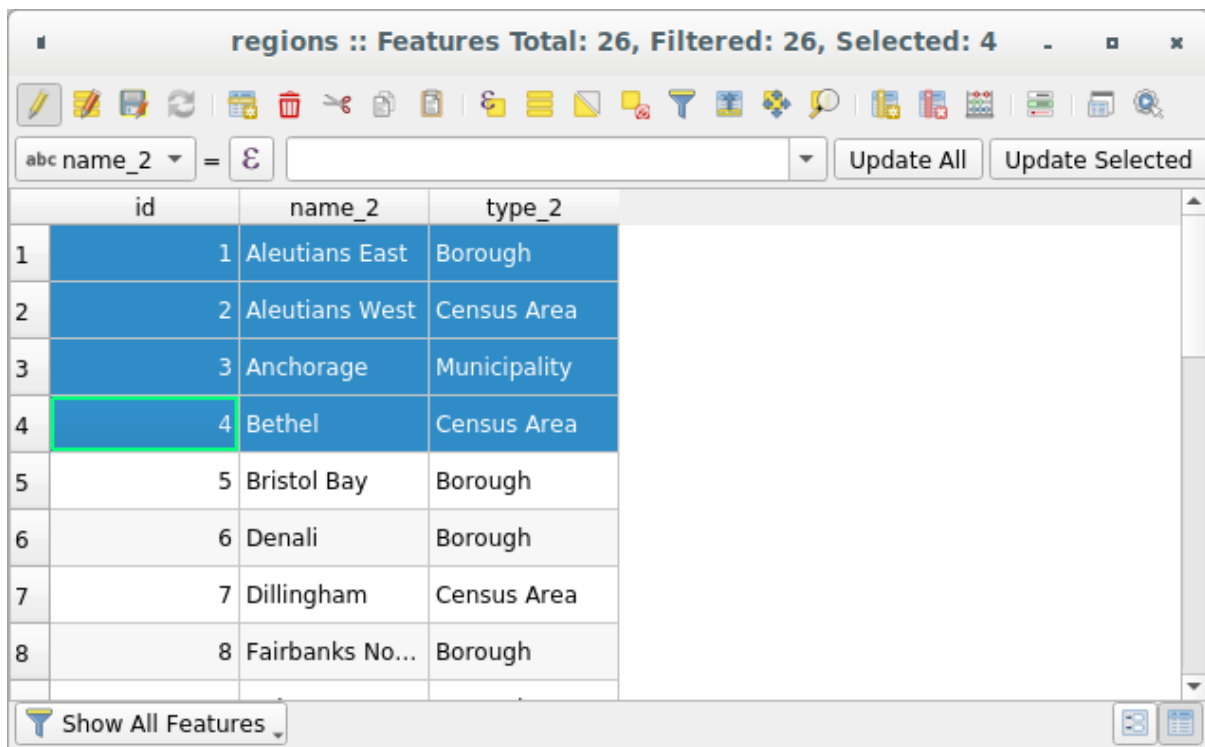 regions :: Features Total: 26, Filtered: 26, Selected: 4
abc name_2 = ε Update All Update Selected
id name_2 type_2
1 1 Aleutians East Borough
2 2 Aleutians West Census Area
3 3 Anchorage Municipality
4 4 Bethel Census Area
5 5 Bristol Bay Borough
6 6 Denali Borough
7 7 Dillingham Census Area
8 8 Fairbanks No... Borough
Show All Features